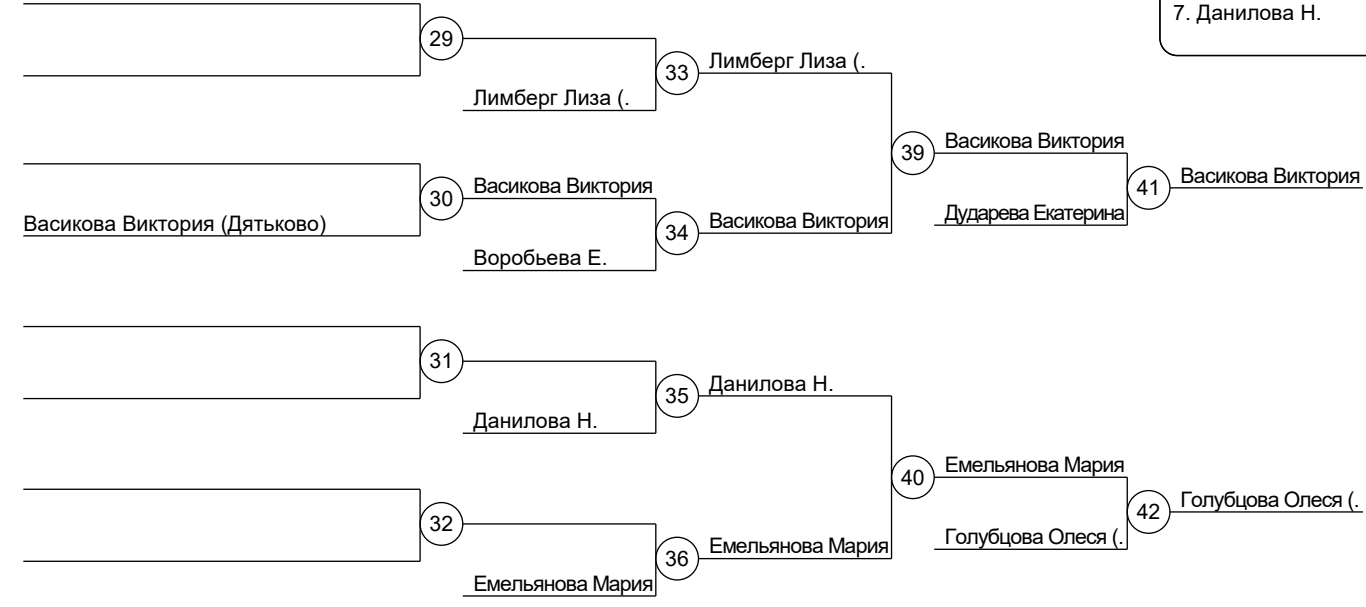 7. Данилова Н.
29
33
Лимберг Лиза (.
Лимберг Лиза (.
39
Васикова Виктория
41
Васикова Виктория
30
Васикова Виктория
Дударева Екатерина
Васикова Виктория (Дятьково)
34
Васикова Виктория
Воробьева Е.
31
35
Данилова Н.
Данилова Н.
40
Емельянова Мария
42
Голубцова Олеся (.
32
Голубцова Олеся (.
36
Емельянова Мария
Емельянова Мария